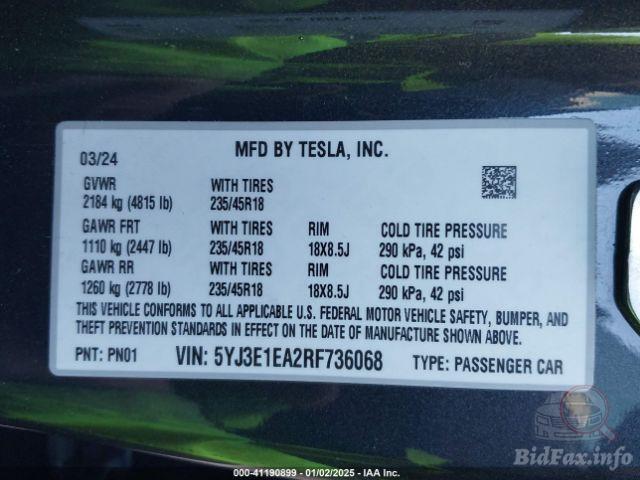 MFD BY TESLA, INC.
03/24
GVWR WITH TIRES
2184 kg (4815 lb) 235/45R18
GAWR FRT WITH TIRES RIM COLD TIRE PRESSURE
1110 kg (2447 lb) 235/45R18 18X8.5J 290 kPa, 42 psi
GAWR RR WITH TIRES RIM COLD TIRE PRESSURE
1260 kg (2778 lb) 235/45R18 18X8.5J 290 kPa, 42 psi
THIS VEHICLE CONFORMS TO ALL APPLICABLE U.S. FEDERAL MOTOR VEHICLE SAFETY, BUMPER, AND
THEFT PREVENTION STANDARDS IN EFFECT ON THE DATE OF MANUFACTURE SHOWN ABOVE.
PNT: PN01 VIN: 5YJ3E1EA2RF736068 TYPE: PASSENGER CAR
BidFax.info
000-41190899 - 01/02/2025 - IAA Inc.